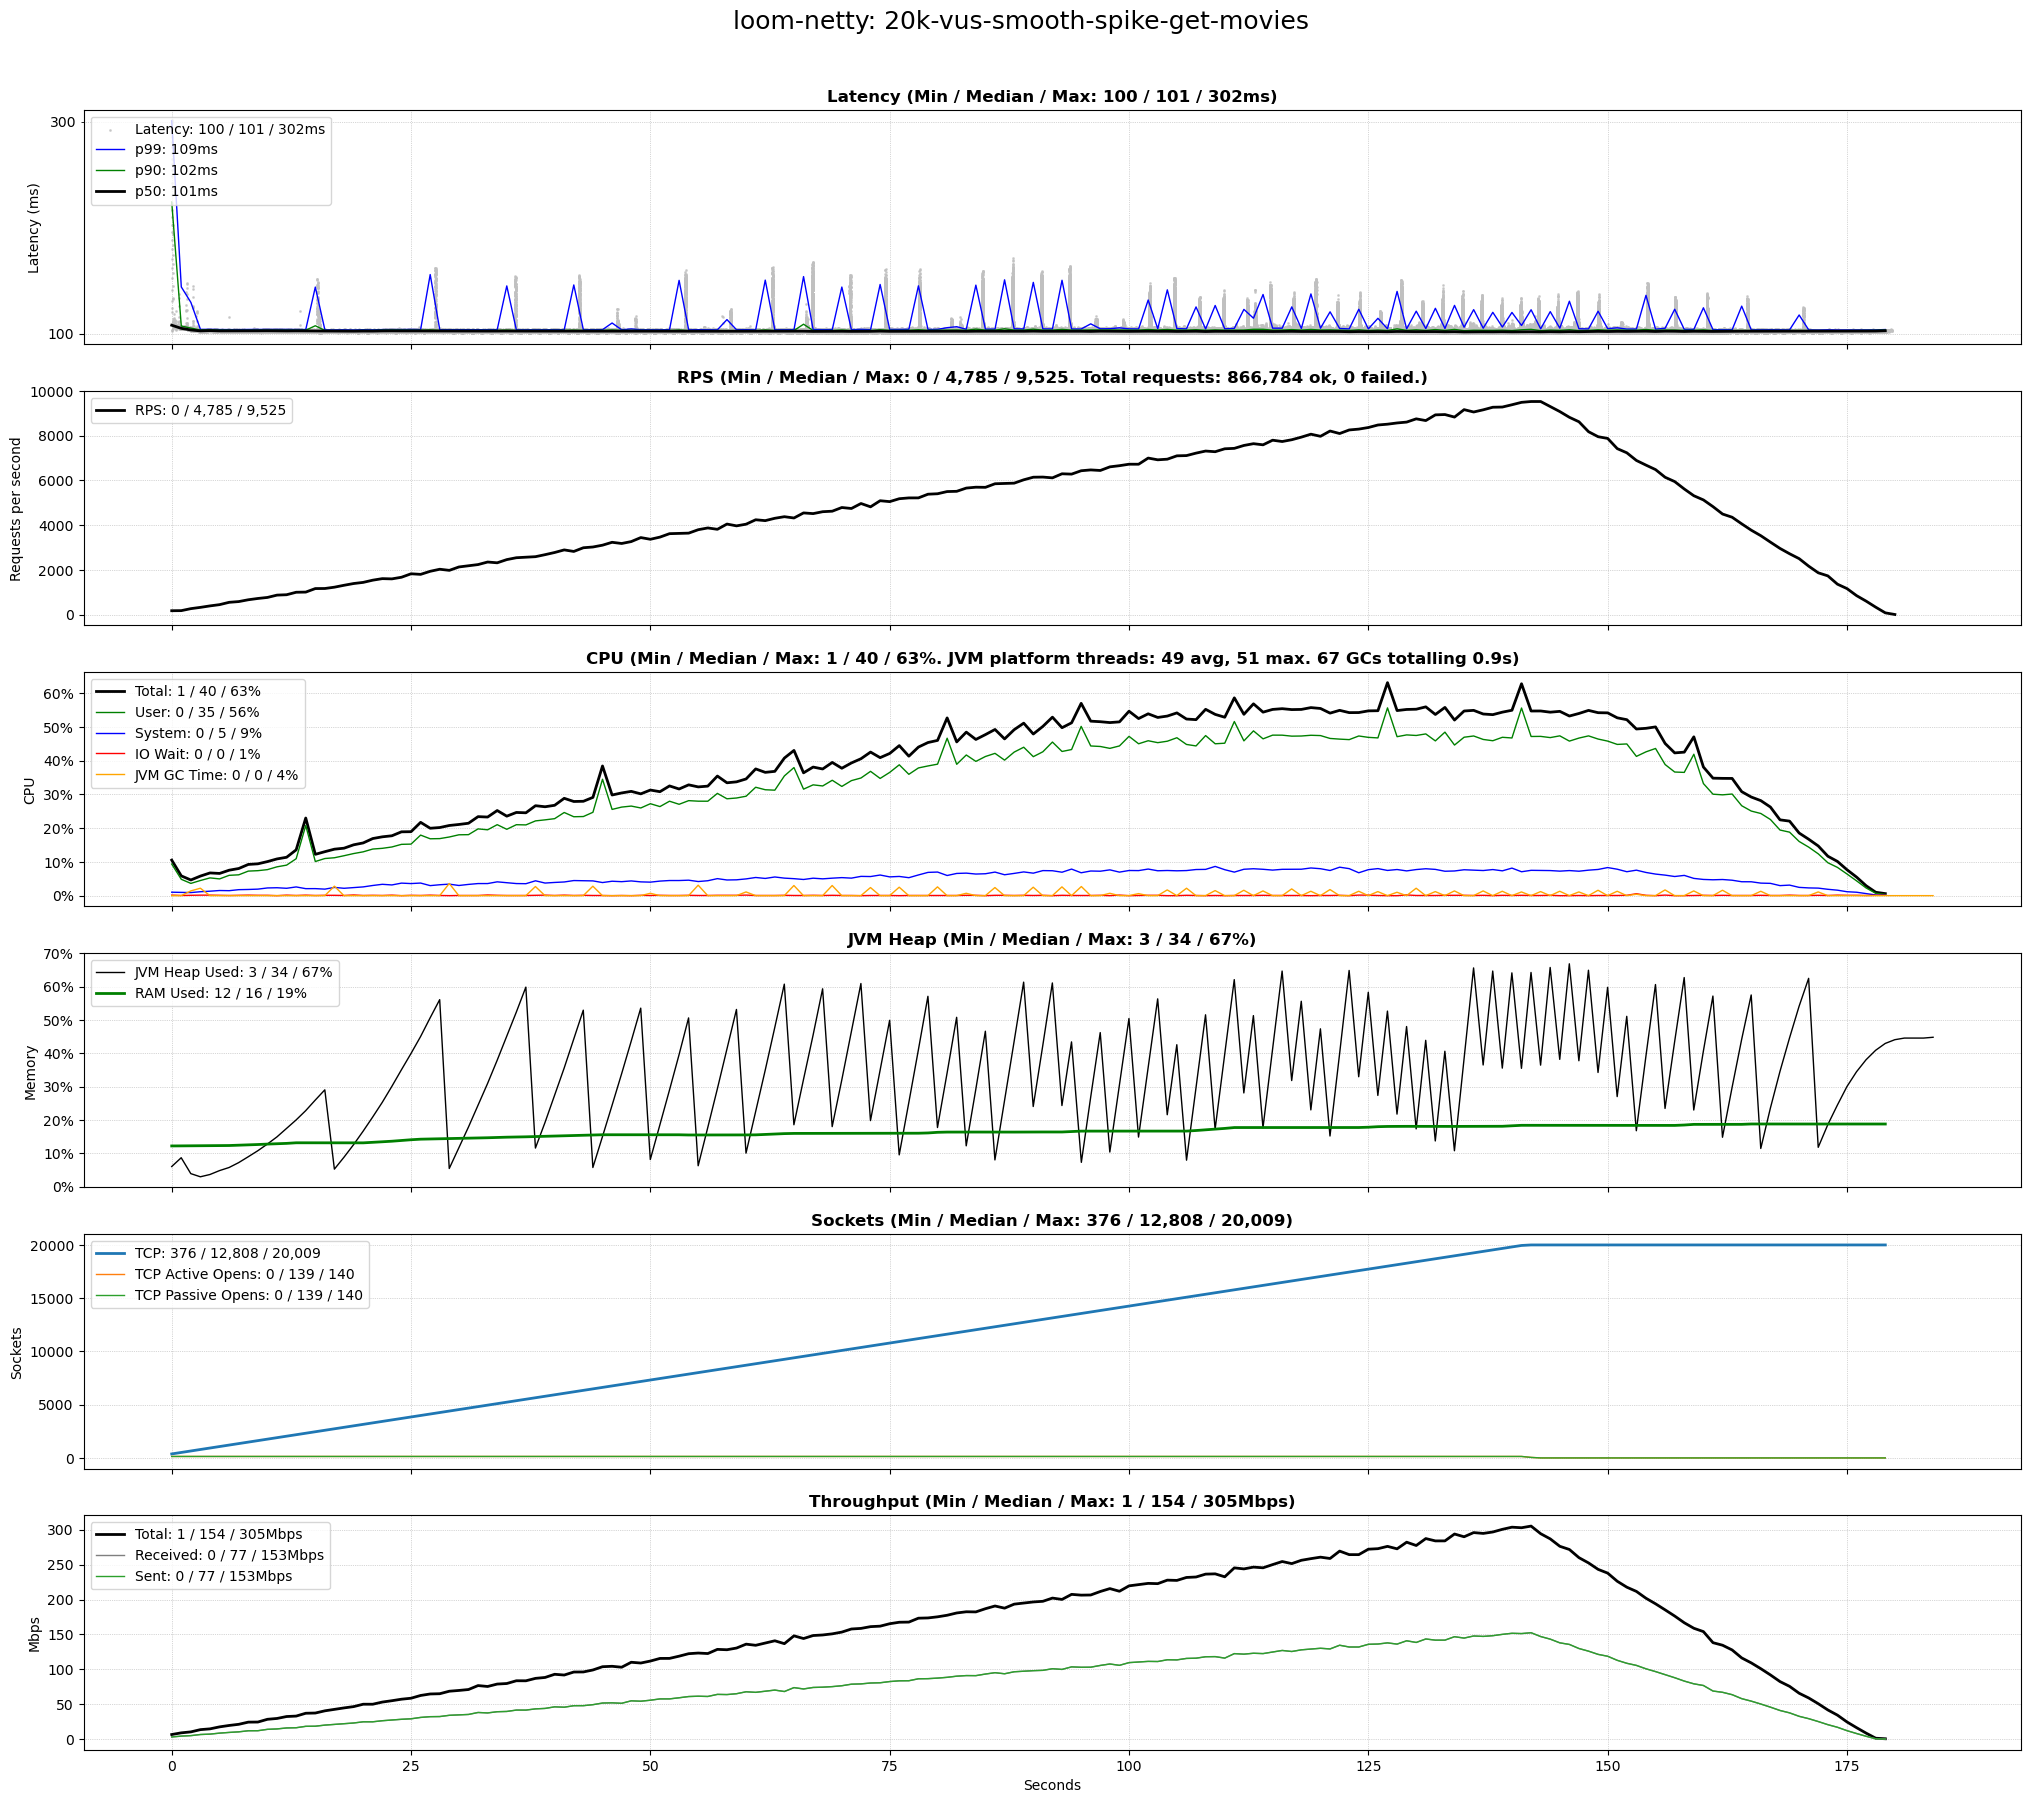 loom-netty: 20k-vus-smooth-spike-get-movies
Latency (Min / Median / Max: 100 / 101 / 302ms)
300
100
Latency (ms)
Latency: 100 / 101 / 302ms
p99: 109ms
p90: 102ms
p50: 101ms
RPS (Min / Median / Max: 0 / 4,785 / 9,525. Total requests: 866,784 ok, 0 failed.)
10000
8000
6000
4000
2000
0
Requests per second
RPS: 0 / 4,785 / 9,525
CPU (Min / Median / Max: 1 / 40 / 63%. JVM platform threads: 49 avg, 51 max. 67 GCs totalling 0.9s)
60%
50%
40%
30%
20%
10%
0%
CPU
Total: 1 / 40 / 63%
User: 0 / 35 / 56%
System: 0 / 5 / 9%
IO Wait: 0 / 0 / 1%
JVM GC Time: 0 / 0 / 4%
JVM Heap (Min / Median / Max: 3 / 34 / 67%)
70%
60%
50%
40%
30%
20%
10%
0%
Memory
JVM Heap Used: 3 / 34 / 67%
RAM Used: 12 / 16 / 19%
Sockets (Min / Median / Max: 376 / 12,808 / 20,009)
20000
15000
10000
5000
0
Sockets
TCP: 376 / 12,808 / 20,009
TCP Active Opens: 0 / 139 / 140
TCP Passive Opens: 0 / 139 / 140
Throughput (Min / Median / Max: 1 / 154 / 305Mbps)
300
250
200
150
100
50
0
Mbps
Total: 1 / 154 / 305Mbps
Received: 0 / 77 / 153Mbps
Sent: 0 / 77 / 153Mbps
0 25 50 75 100 125 150 175
Seconds